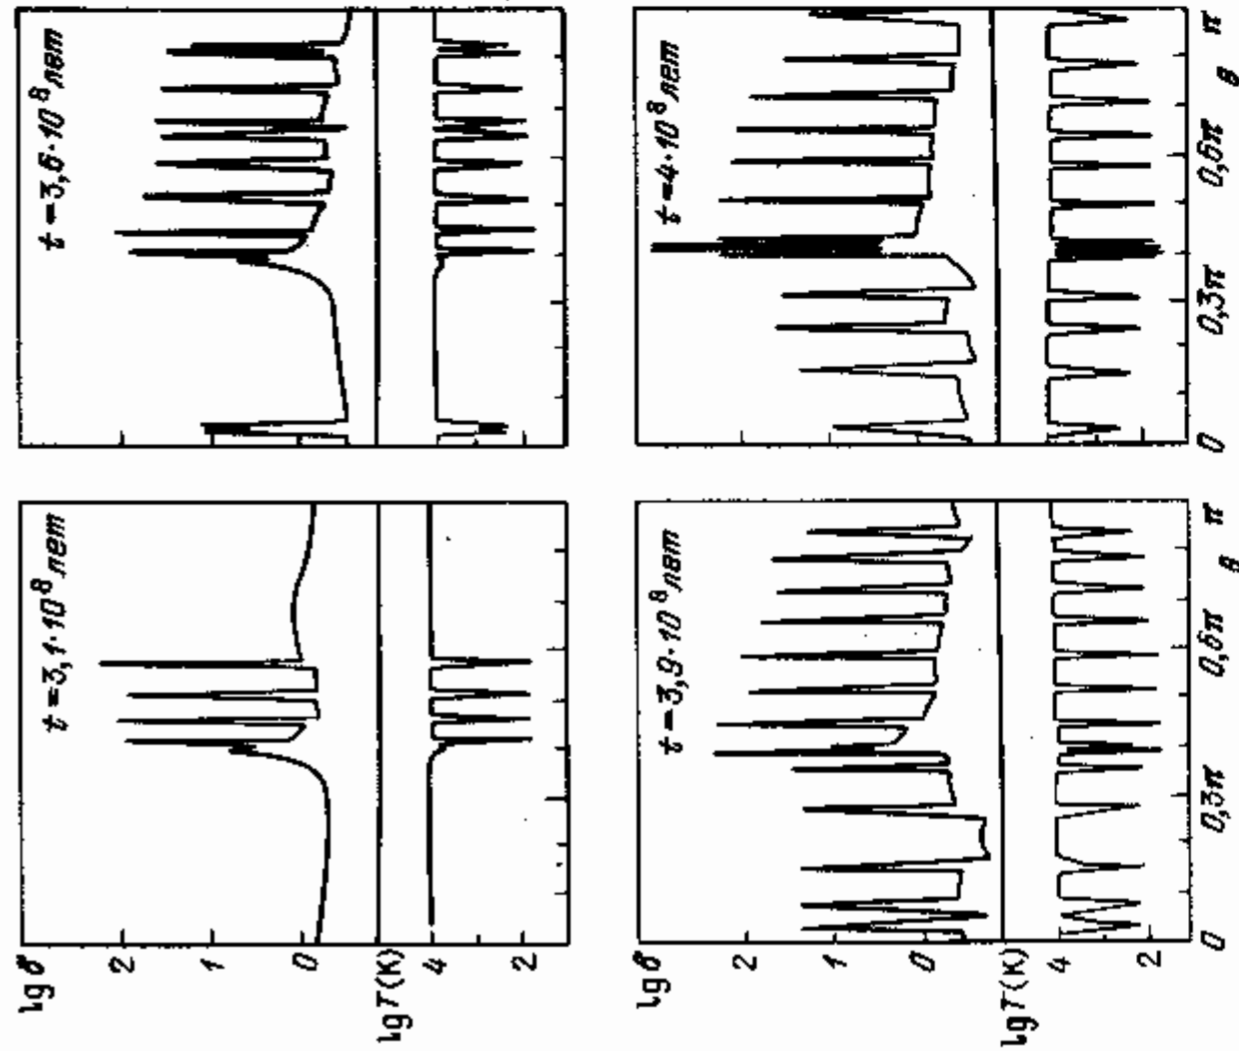 t=3,1·10⁸ лет
t=3,6·10⁸ лет
lg σ
2
1
0
lg T(K)
4
2
t=3,9·10⁸ лет
t=4·10⁸ лет
lg σ
2
1
0
lg T(K)
4
2
0 0,3π 0,6π θ π
0 0,3π 0,6π θ π